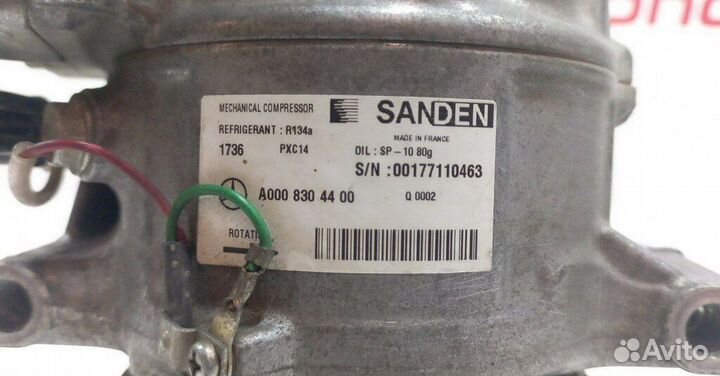 MECHANICAL COMPRESSOR
SANDEN
REFRIGERANT : R134a
MADE IN FRANCE
1736 PXC14 OIL : SP - 10 80g
S/N : 00177110463
A000 830 44 00 Q 0002
Avito